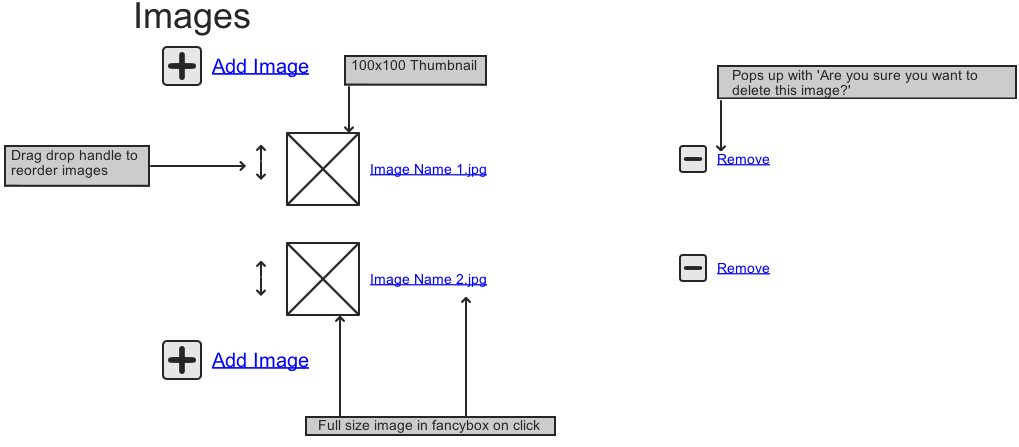 Images
Add Image
100x100 Thumbnail
Pops up with 'Are you sure you want to
delete this image?'
Drag drop handle to
reorder images
Image Name 1.jpg
Remove
Image Name 2.jpg
Remove
Add Image
Full size image in fancybox on click